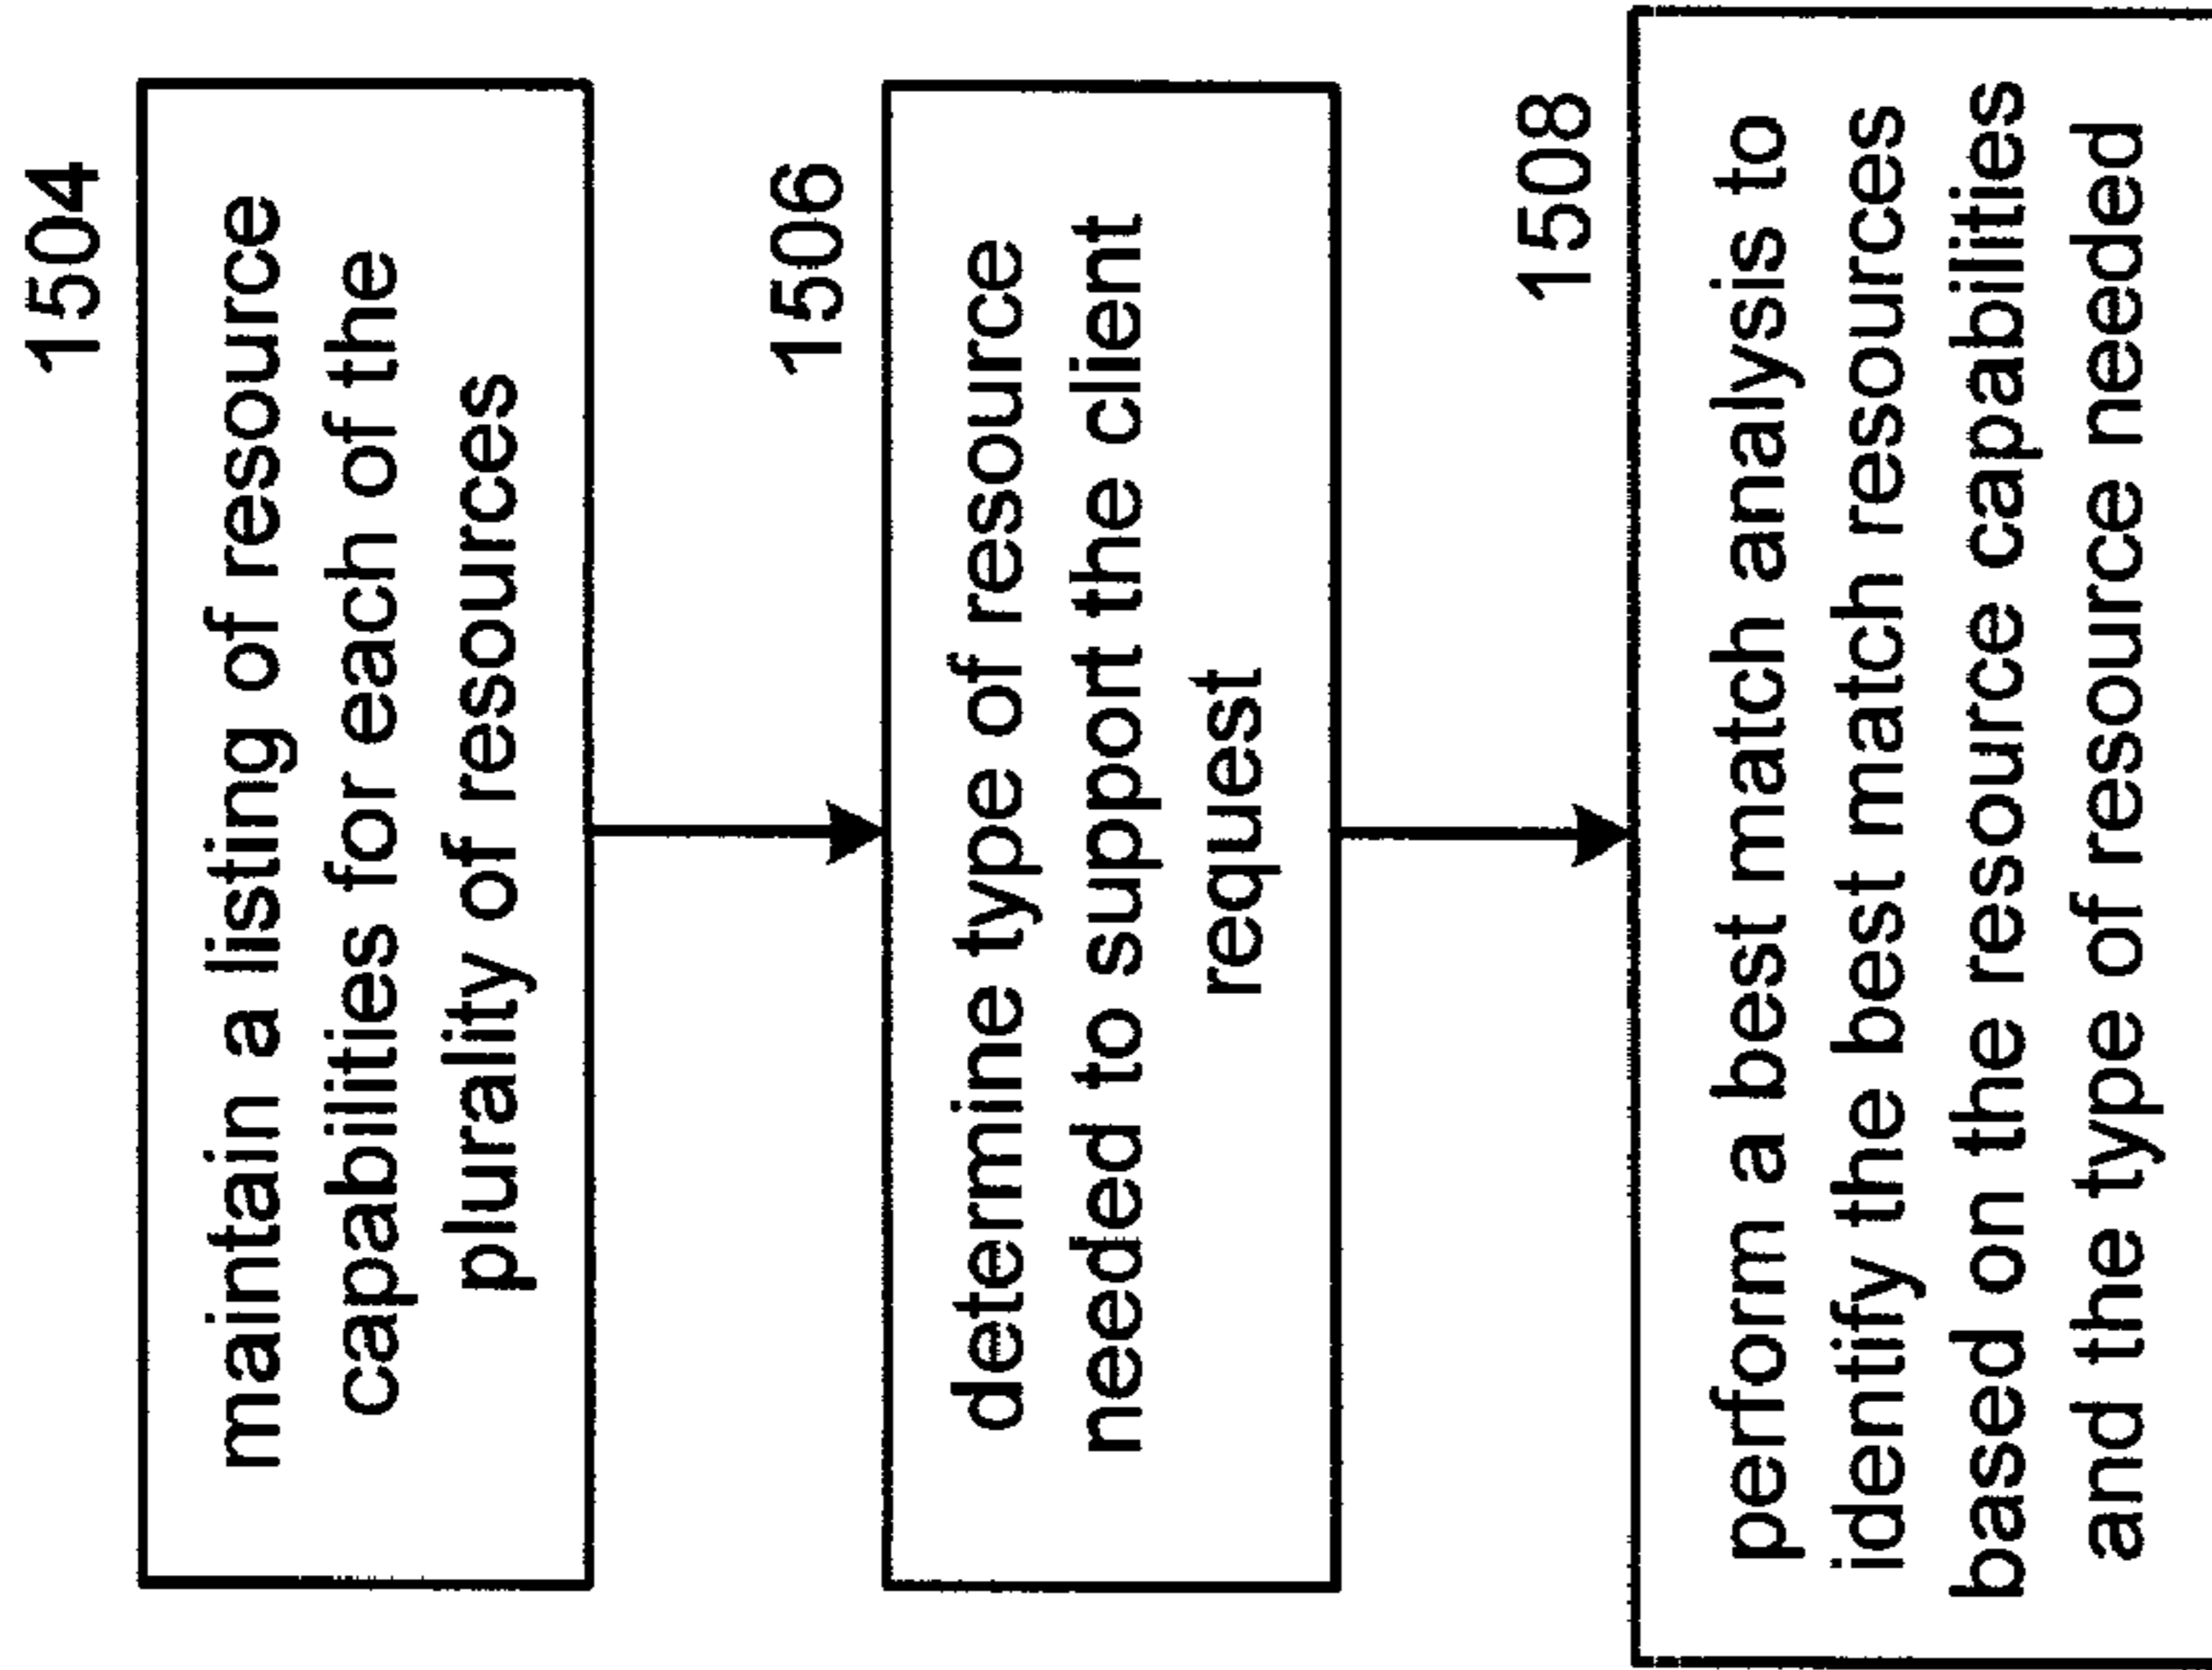 1504
maintain a listing of resource
capabilities for each of the
plurality of resources
1506
determine type of resource
needed to support the client
request
1508
perform a best match analysis to
identify the best match resources
based on the resource capabilities
and the type of resource needed